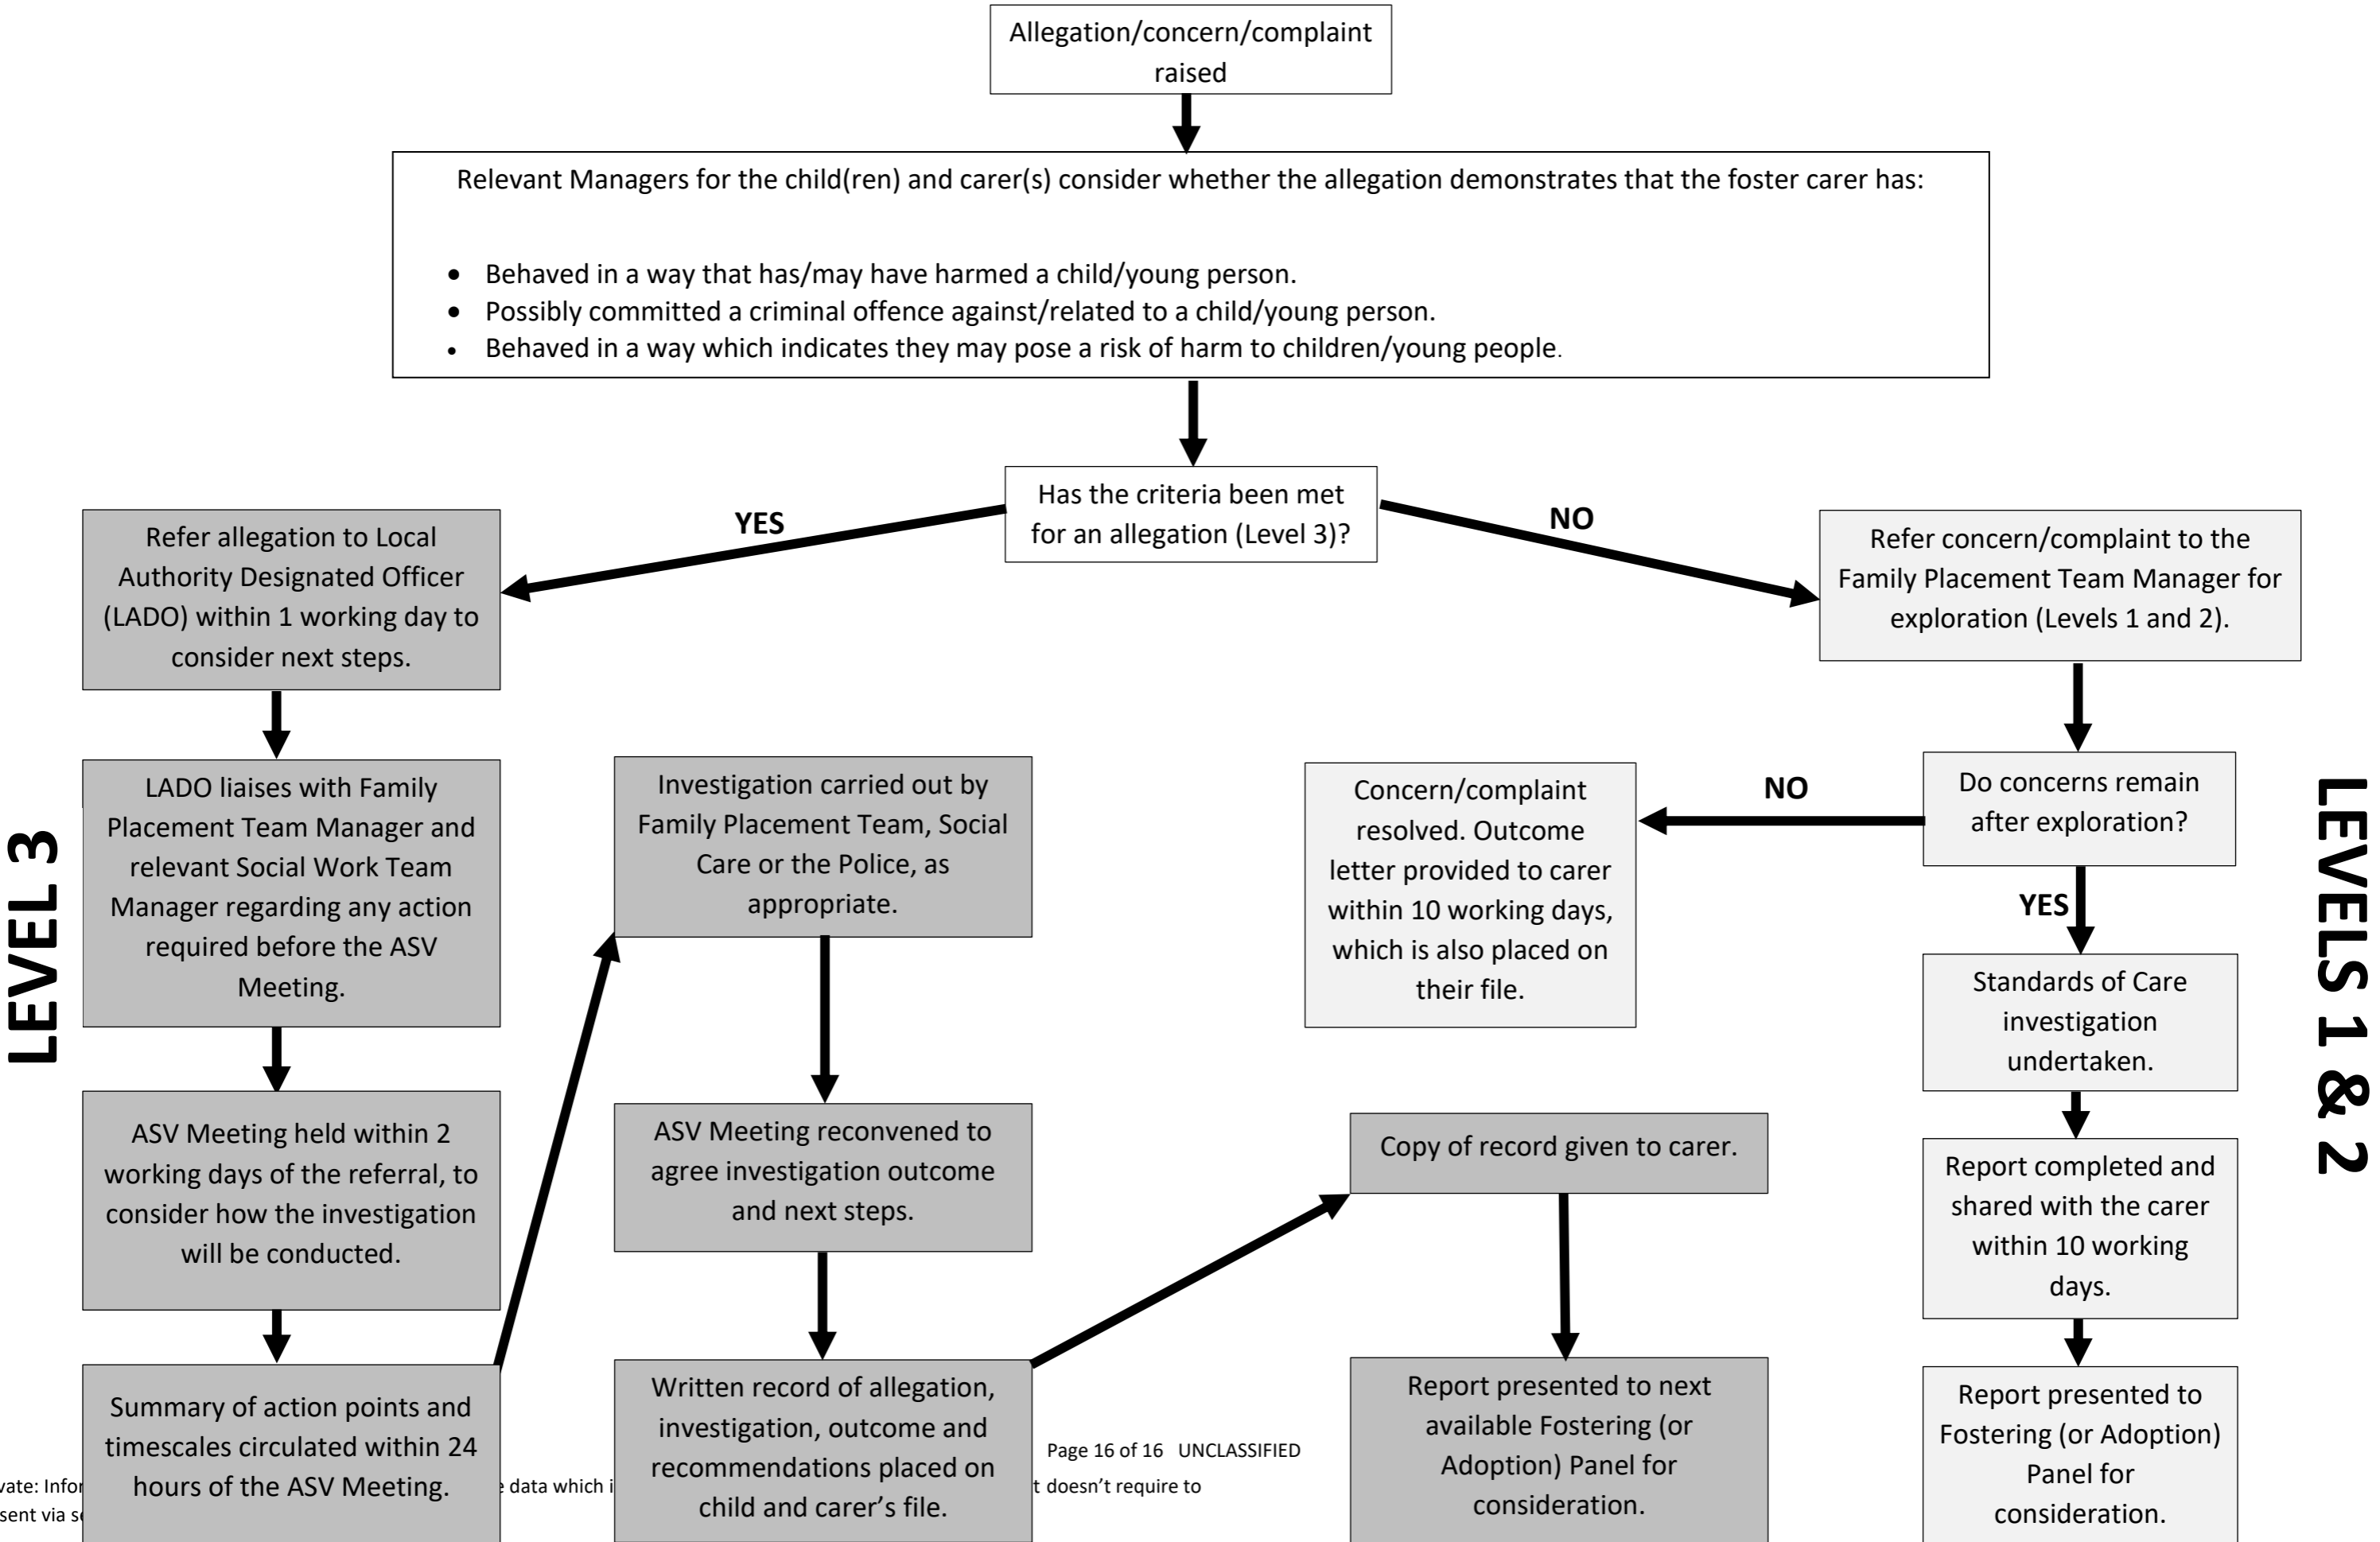 Allegation/concern/complaint
raised
Relevant Managers for the child(ren) and carer(s) consider whether the allegation demonstrates that the foster carer has:
• Behaved in a way that has/may have harmed a child/young person.
• Possibly committed a criminal offence against/related to a child/young person.
• Behaved in a way which indicates they may pose a risk of harm to children/young people.
Has the criteria been met
for an allegation (Level 3)?
YES
NO
LEVEL 3
Refer allegation to Local
Authority Designated Officer
(LADO) within 1 working day to
consider next steps.
LADO liaises with Family
Placement Team Manager and
relevant Social Work Team
Manager regarding any action
required before the ASV
Meeting.
ASV Meeting held within 2
working days of the referral, to
consider how the investigation
will be conducted.
Summary of action points and
timescales circulated within 24
hours of the ASV Meeting.
Investigation carried out by
Family Placement Team, Social
Care or the Police, as
appropriate.
ASV Meeting reconvened to
agree investigation outcome
and next steps.
Written record of allegation,
investigation, outcome and
recommendations placed on
child and carer's file.
Copy of record given to carer.
Report presented to next
available Fostering (or
Adoption) Panel for
consideration.
LEVELS 1 & 2
Refer concern/complaint to the
Family Placement Team Manager for
exploration (Levels 1 and 2).
Do concerns remain
after exploration?
NO
Concern/complaint
resolved. Outcome
letter provided to carer
within 10 working days,
which is also placed on
their file.
YES
Standards of Care
investigation
undertaken.
Report completed and
shared with the carer
within 10 working
days.
Report presented to
Fostering (or Adoption)
Panel for
consideration.
Page 16 of 16 UNCLASSIFIED
data which
doesn't require to
sent via